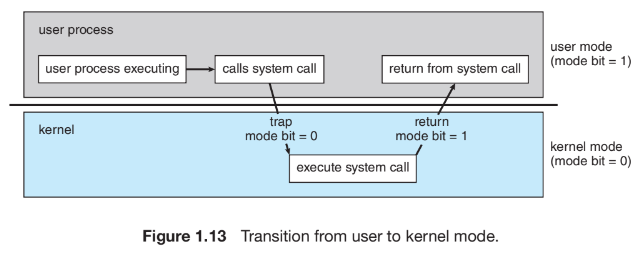 user process
user process executing
calls system call
return from system call
user mode
(mode bit = 1)
kernel
trap
mode bit = 0
return
mode bit = 1
execute system call
kernel mode
(mode bit = 0)
Figure 1.13 Transition from user to kernel mode.